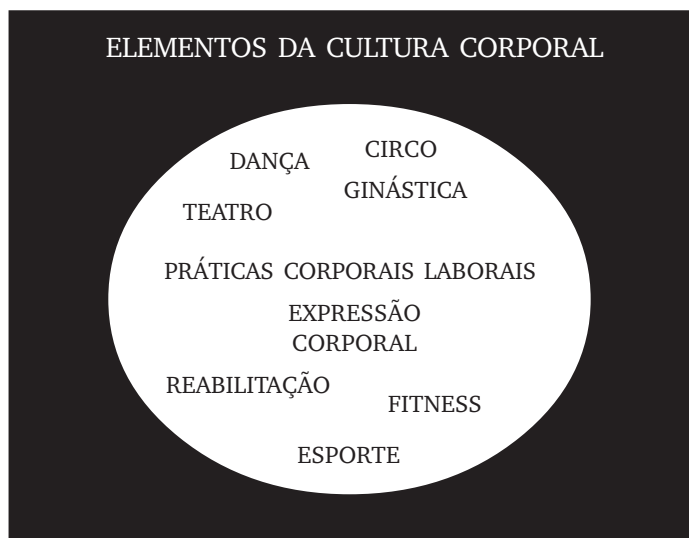 ELEMENTOS DA CULTURA CORPORAL
CIRCO
DANÇA
GINÁSTICA
TEATRO
PRÁTICAS CORPORAIS LABORAIS
EXPRESSÃO
CORPORAL
REABILITAÇÃO
FITNESS
ESPORTE